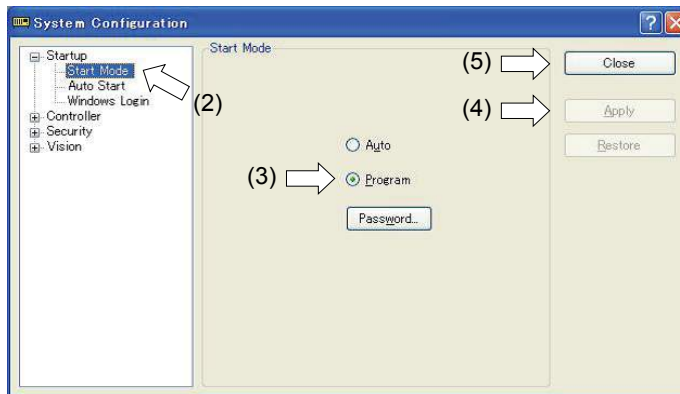 System Configuration
Startup
Start Mode
Auto Start
Windows Login
Controller
Security
Vision
(2)
Start Mode
Auto
(3)
Program
Password...
(5)
Close
(4)
Apply
Restore